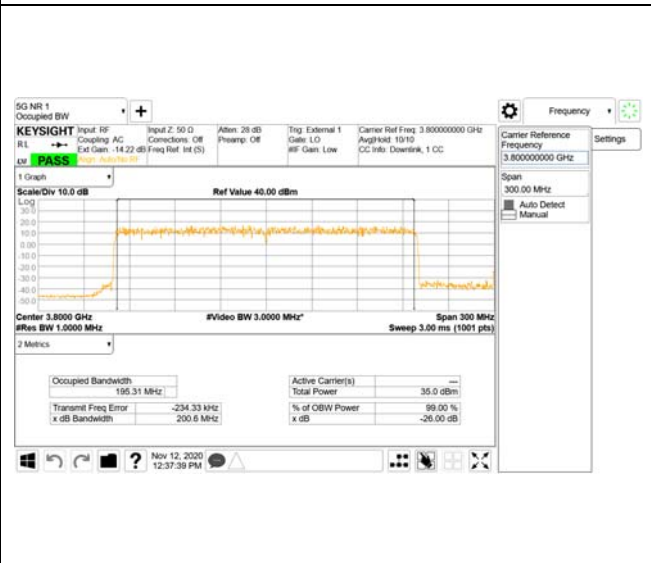 5G NR 1
Occupied BW
Frequency
KEYSIGHT
Input: RF
Coupling: AC
Ext Gain: -14.22 dB
Align: Auto/No RF
Input Z: 50 Ω
Corrections: Off
Freq Ref: Int (S)
Atten: 28 dB
Preamp: Off
Trig: External 1
Gate: LO
#IF Gain: Low
Carrier Ref Freq: 3.800000000 GHz
Avg|Hold: 10/10
CC Info: Downlink, 1 CC
RL
PASS
Carrier Reference
Frequency
3.800000000 GHz
Settings
Span
300.00 MHz
Auto Detect
Manual
1 Graph
Scale/Div 10.0 dB
Ref Value 40.00 dBm
Log
30.0
20.0
10.0
0.00
-10.0
-20.0
-30.0
-40.0
-50.0
Center 3.8000 GHz
#Video BW 3.0000 MHz*
Span 300 MHz
#Res BW 1.0000 MHz
Sweep 3.00 ms (1001 pts)
2 Metrics
Occupied Bandwidth
195.31 MHz
Active Carrier(s) ---
Total Power 35.0 dBm
Transmit Freq Error -234.33 kHz
% of OBW Power 99.00 %
x dB Bandwidth 200.6 MHz
x dB -26.00 dB
Nov 12, 2020
12:37:39 PM